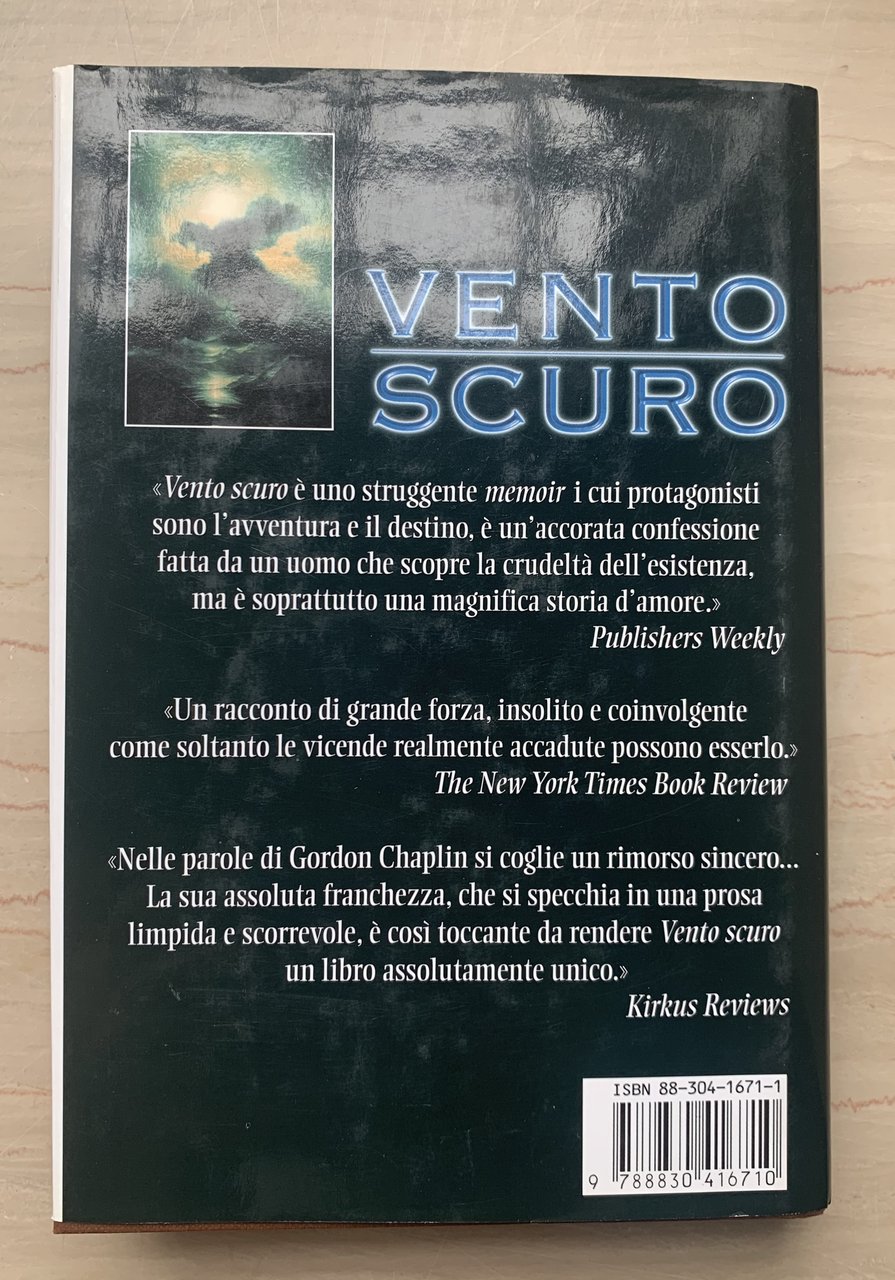 VENTO
SCURO
«Vento scuro è uno struggente memoir i cui protagonisti
sono l'avventura e il destino, è un'accorata confessione
fatta da un uomo che scopre la crudeltà dell'esistenza,
ma è soprattutto una magnifica storia d'amore.»
Publishers Weekly
«Un racconto di grande forza, insolito e coinvolgente
come soltanto le vicende realmente accadute possono esserlo.»
The New York Times Book Review
«Nelle parole di Gordon Chaplin si coglie un rimorso sincero...
La sua assoluta franchezza, che si specchia in una prosa
limpida e scorrevole, è così toccante da rendere Vento scuro
un libro assolutamente unico.»
Kirkus Reviews
ISBN 88-304-1671-1
9 788830 416710